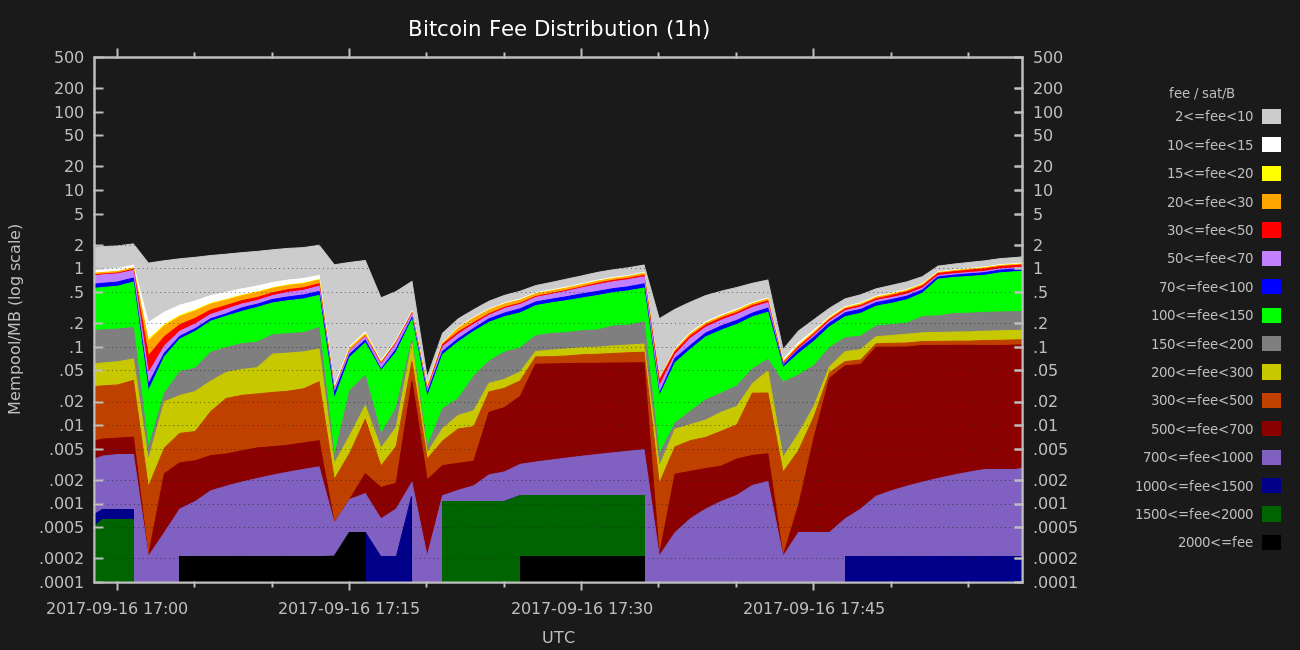 Bitcoin Fee Distribution (1h)
Mempool/MB (log scale)
500
200
100
50
20
10
5
2
1
.5
.2
.1
.05
.02
.01
.005
.002
.001
.0005
.0002
.0001
500
200
100
50
20
10
5
2
1
.5
.2
.1
.05
.02
.01
.005
.002
.001
.0005
.0002
.0001
fee / sat/B
2<=fee<10
10<=fee<15
15<=fee<20
20<=fee<30
30<=fee<50
50<=fee<70
70<=fee<100
100<=fee<150
150<=fee<200
200<=fee<300
300<=fee<500
500<=fee<700
700<=fee<1000
1000<=fee<1500
1500<=fee<2000
2000<=fee
2017-09-16 17:00 2017-09-16 17:15 2017-09-16 17:30 2017-09-16 17:45
UTC